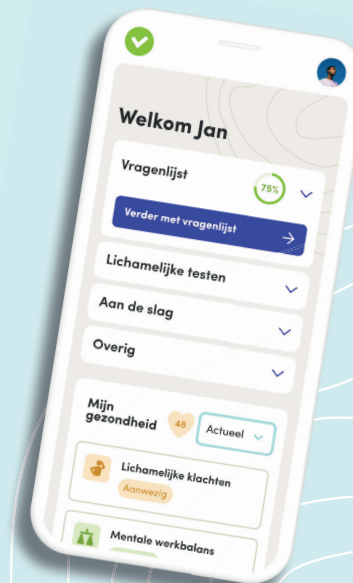 Welkom Jan
Vragenlijst
75%
Verder met vragenlijst
Lichamelijke testen
Aan de slag
Overig
Mijn
gezondheid
48
Actueel
Lichamelijke klachten
Aanwezig
Mentale werkbalans